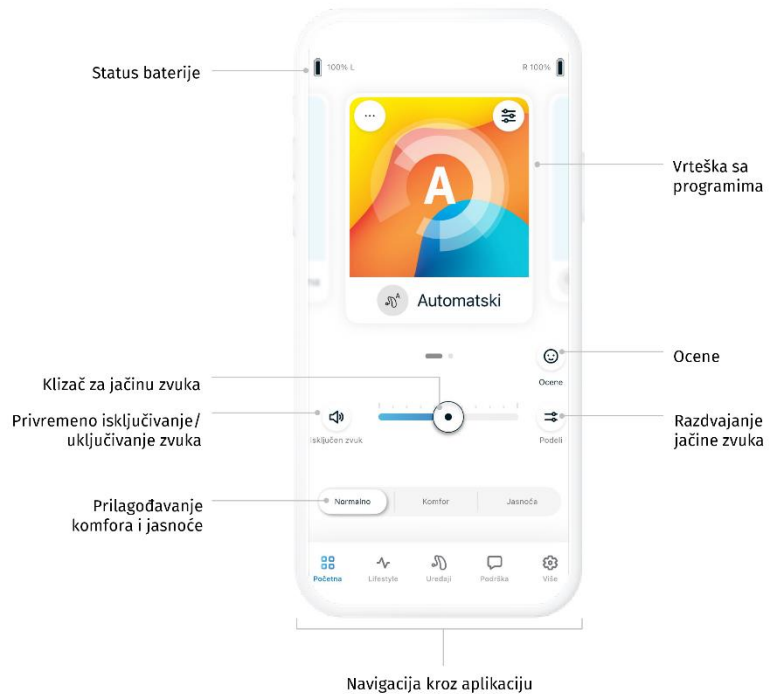 Status baterije
100% L
R 100%
...
A
Vrteška sa
programima
Automatski
Ocene
Ocene
Klizač za jačinu zvuka
Privremeno isključivanje/
uključivanje zvuka
Isključen zvuk
Podeli
Razdvajanje
jačine zvuka
Prilagođavanje
komfora i jasnoće
Normalno
Komfor
Jasnoča
Početna
Lifestyle
Uređaji
Podrška
Više
Navigacija kroz aplikaciju